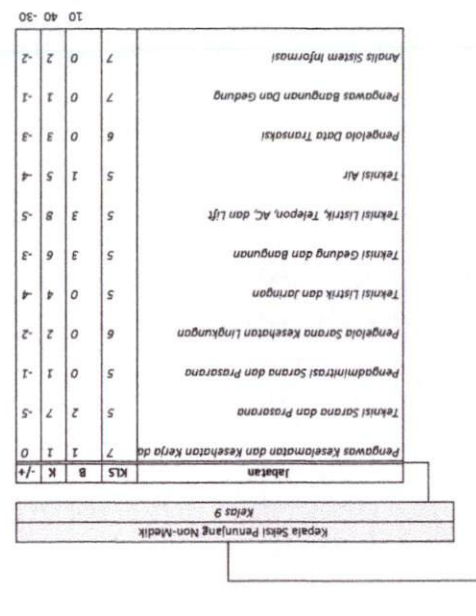 Kepala Seksi Penunjang Non-Medik
Kelas 9
Jabatan KLS B K -/+
Pengawas Keselamatan dan Kesehatan Kerja da 7 1 1 0
Teknisi Sarana dan Prasarana 5 2 7 -5
Pengadminitrasi Sarana dan Prasarana 5 0 1 -1
Pengelola Sarana Kesehatan Lingkungan 6 0 2 -2
Teknisi Listrik dan Jaringan 5 0 4 -4
Teknisi Gedung dan Bangunan 5 3 6 -3
Teknisi Listrik, Telepon, AC, dan Lift 5 3 8 -5
Teknisi Air 5 1 5 -4
Pengelola Data Transaksi 6 0 3 -3
Pengawas Bangunan Dan Gedung 7 0 1 -1
Analis Sistem Informasi 7 0 2 -2
10 40 -30